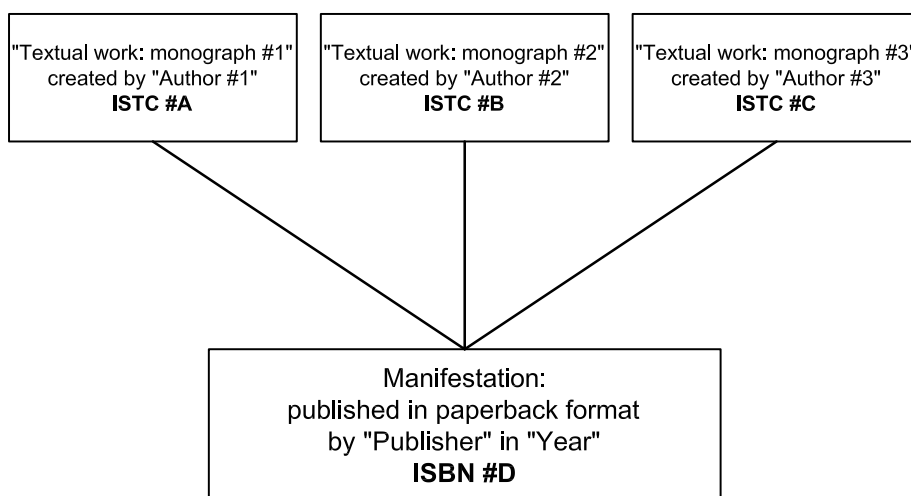 "Textual work: monograph #1"
created by "Author #1"
ISTC #A
"Textual work: monograph #2"
created by "Author #2"
ISTC #B
"Textual work: monograph #3"
created by "Author #3"
ISTC #C
Manifestation:
published in paperback format
by "Publisher" in "Year"
ISBN #D